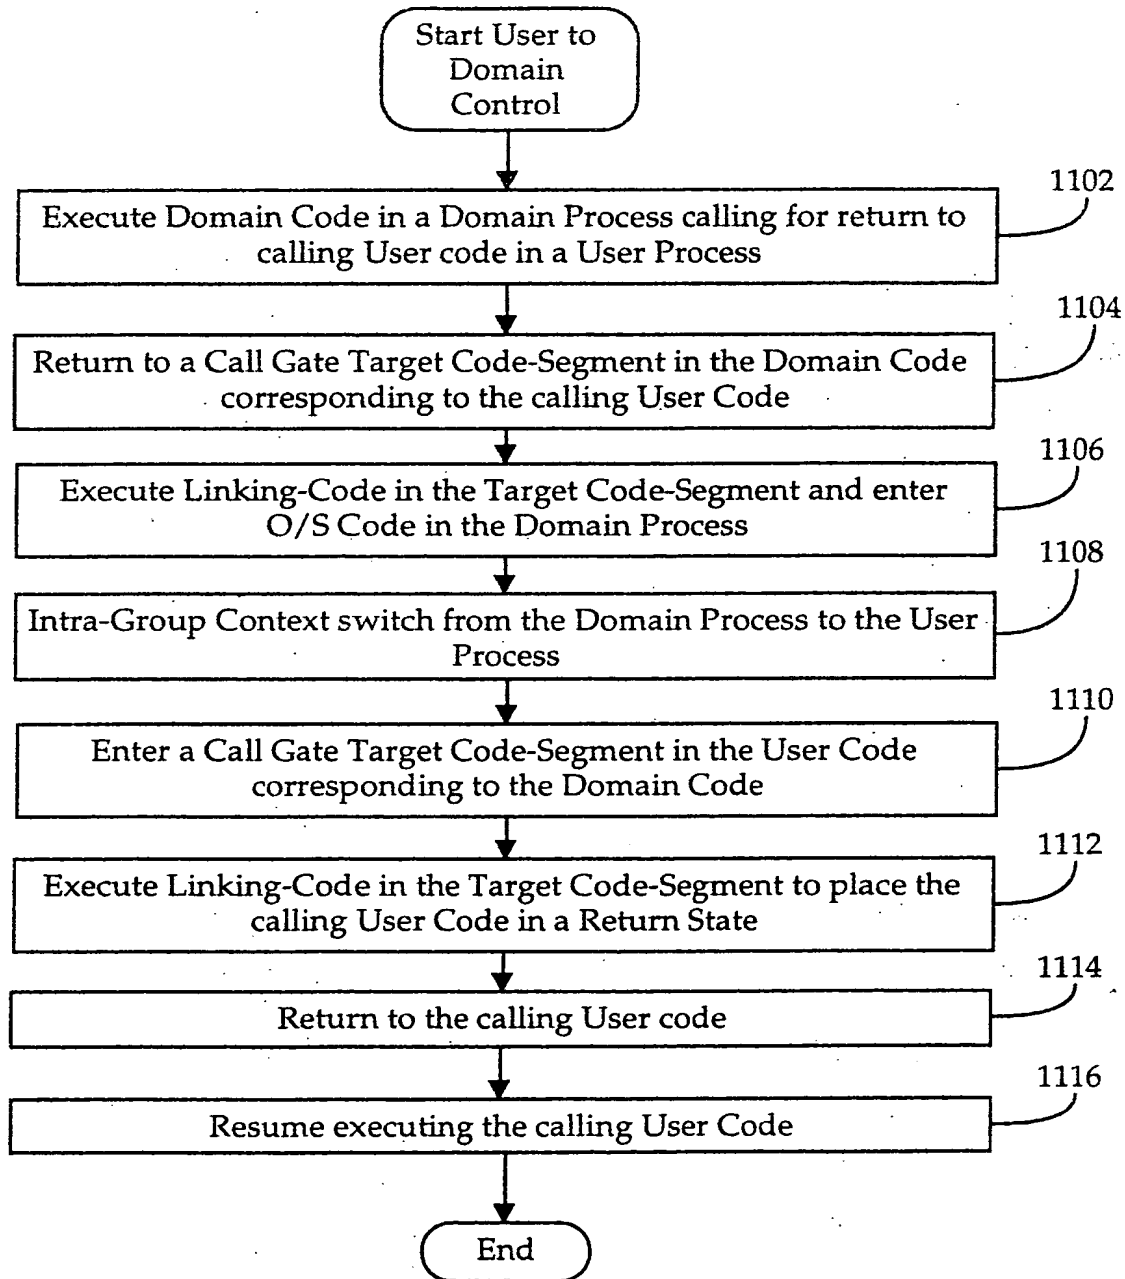 Start User to
Domain
Control
1102
Execute Domain Code in a Domain Process calling for return to
calling User code in a User Process
1104
Return to a Call Gate Target Code-Segment in the Domain Code
corresponding to the calling User Code
1106
Execute Linking-Code in the Target Code-Segment and enter
O/S Code in the Domain Process
1108
Intra-Group Context switch from the Domain Process to the User
Process
1110
Enter a Call Gate Target Code-Segment in the User Code
corresponding to the Domain Code
1112
Execute Linking-Code in the Target Code-Segment to place the
calling User Code in a Return State
1114
Return to the calling User code
1116
Resume executing the calling User Code
End